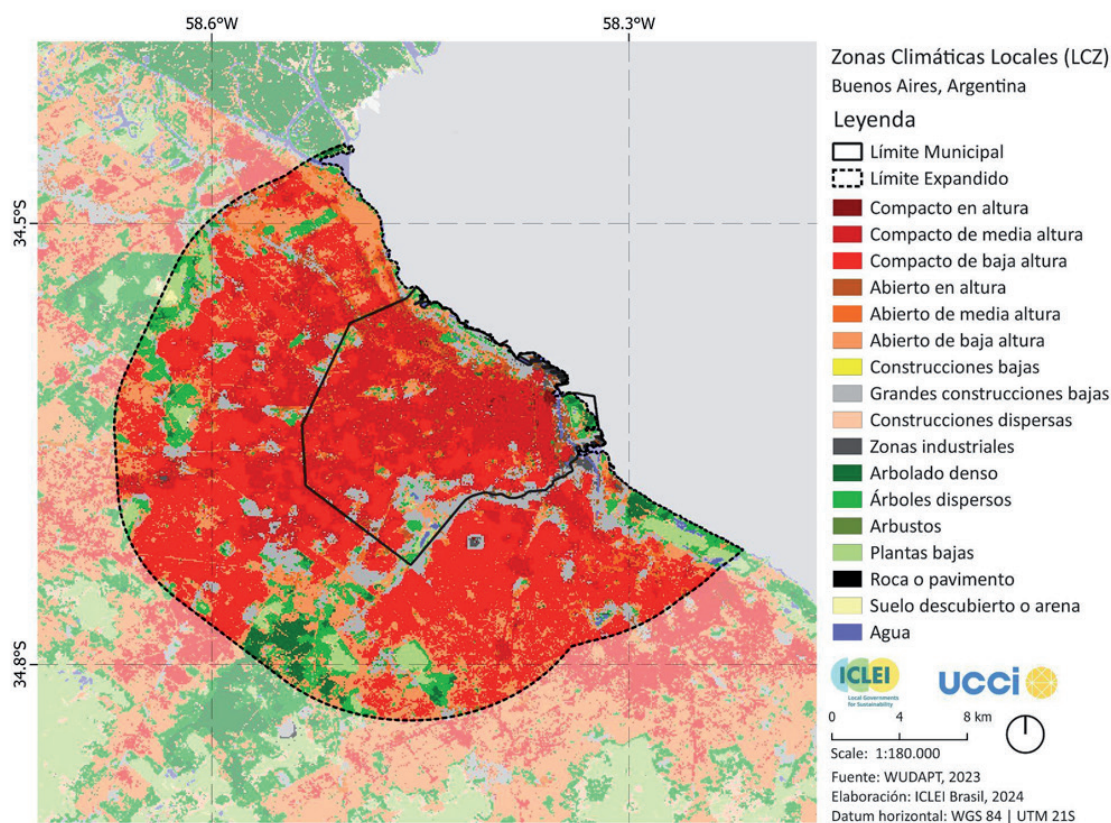 58.6°W
58.3°W
34.5°S
34.8°S
Zonas Climáticas Locales (LCZ)
Buenos Aires, Argentina
Leyenda
Límite Municipal
Límite Expandido
Compacto en altura
Compacto de media altura
Compacto de baja altura
Abierto en altura
Abierto de media altura
Abierto de baja altura
Construcciones bajas
Grandes construcciones bajas
Construcciones dispersas
Zonas industriales
Arbolado denso
Árboles dispersos
Arbustos
Plantas bajas
Roca o pavimento
Suelo descubierto o arena
Agua
ICLEI
Local Governments
for Sustainability
UCCI
0 4 8 km
Scale: 1:180.000
Fuente: WUDAPT, 2023
Elaboración: ICLEI Brasil, 2024
Datum horizontal: WGS 84 | UTM 21S